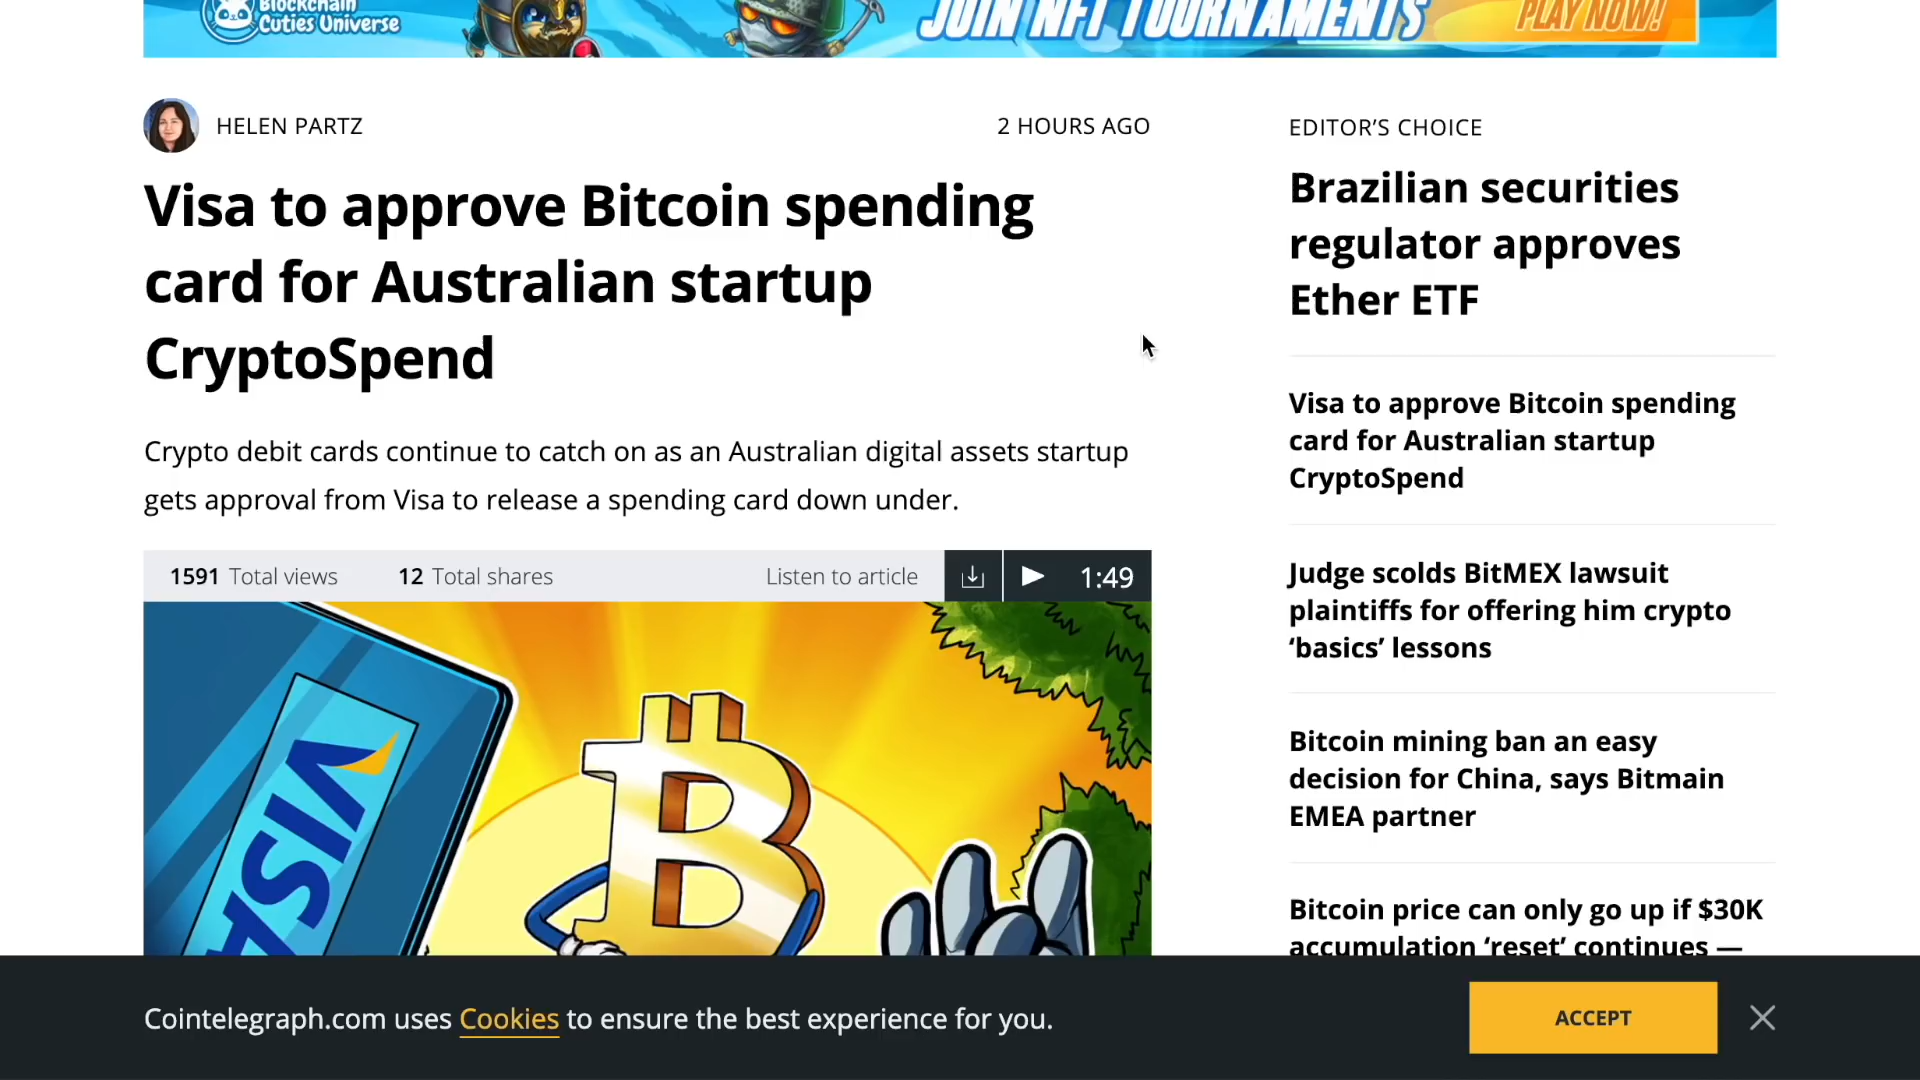 Blockchain
Cuties Universe
JOIN NFT TOURNAMENTS
PLAY NOW!
HELEN PARTZ
2 HOURS AGO
Visa to approve Bitcoin spending
card for Australian startup
CryptoSpend
Crypto debit cards continue to catch on as an Australian digital assets startup
gets approval from Visa to release a spending card down under.
1591 Total views 12 Total shares Listen to article 1:49
VISA
EDITOR’S CHOICE
Brazilian securities
regulator approves
Ether ETF
Visa to approve Bitcoin spending
card for Australian startup
CryptoSpend
Judge scolds BitMEX lawsuit
plaintiffs for offering him crypto
‘basics’ lessons
Bitcoin mining ban an easy
decision for China, says Bitmain
EMEA partner
Bitcoin price can only go up if $30K
accumulation ‘reset’ continues —
Cointelegraph.com uses Cookies to ensure the best experience for you.
ACCEPT